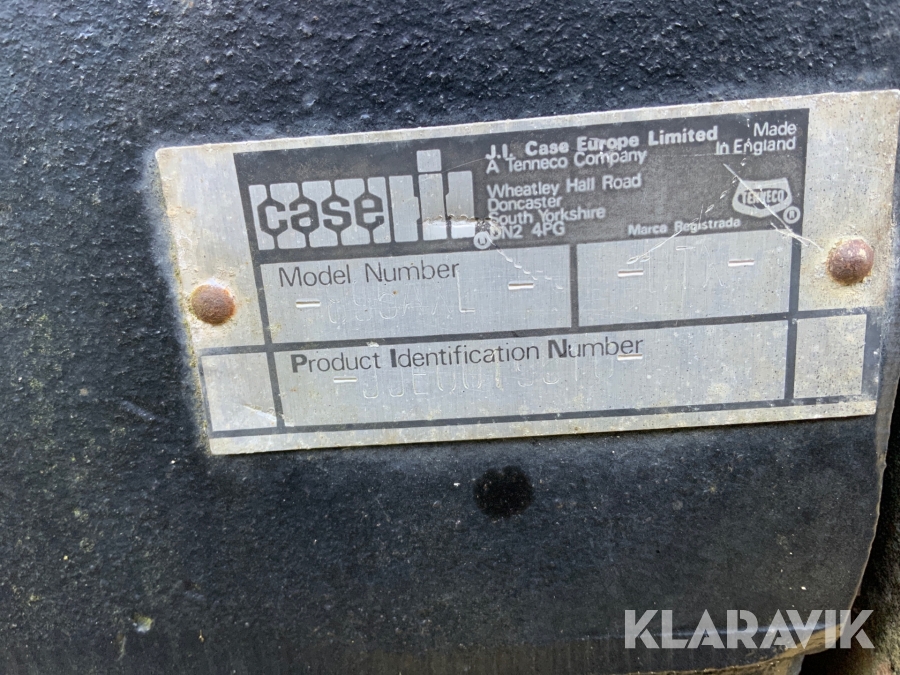 case
J.I. Case Europe Limited
A Tenneco Company
Wheatley Hall Road
Doncaster
South Yorkshire
DN2 4PG
Made
In England
TENNECO
Marca Registrada
Model Number
Product Identification Number
KLARAVIK